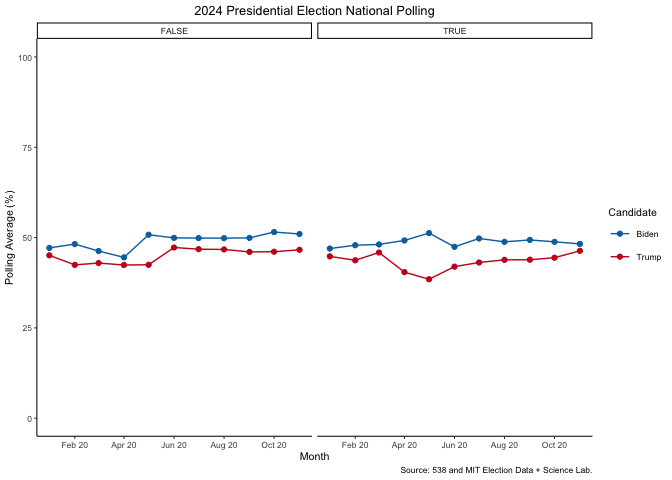 2024 Presidential Election National Polling
FALSE
TRUE
100
75
50
25
0
Polling Average (%)
Feb 20
Apr 20
Jun 20
Aug 20
Oct 20
Feb 20
Apr 20
Jun 20
Aug 20
Oct 20
Month
Candidate
Biden
Trump
Source: 538 and MIT Election Data + Science Lab.